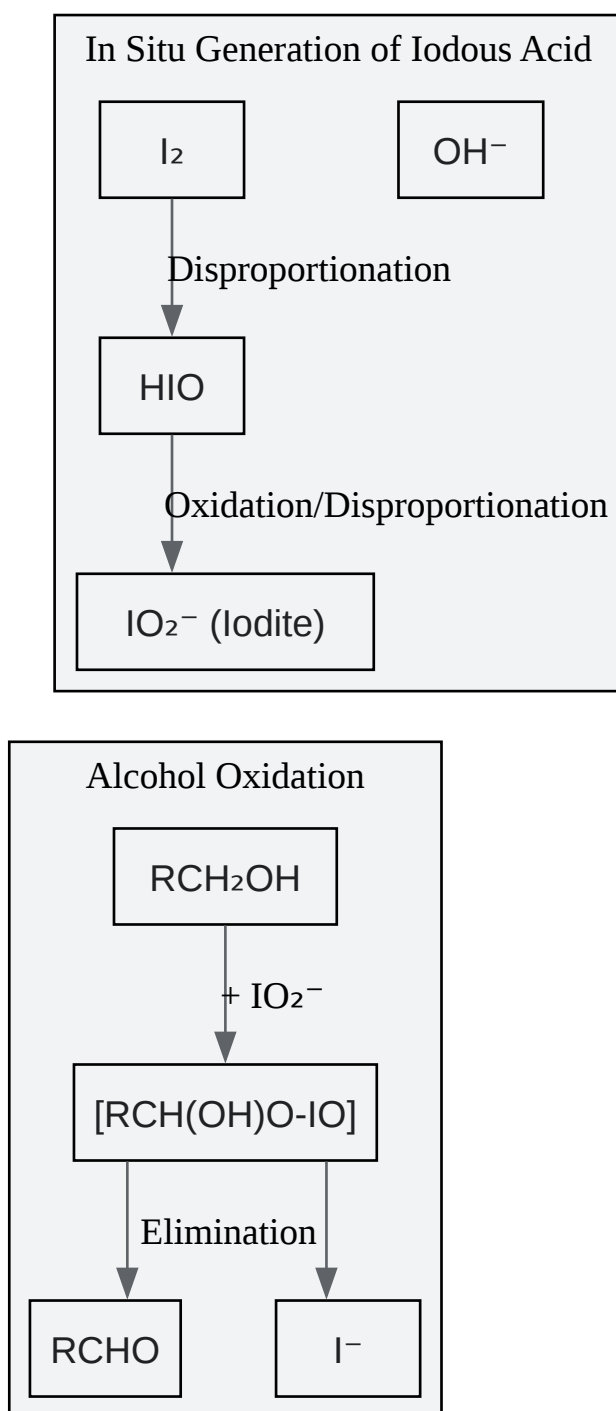 In Situ Generation of Iodous Acid
I₂
OH⁻
Disproportionation
HIO
Oxidation/Disproportionation
IO₂⁻ (Iodite)
Alcohol Oxidation
RCH₂OH
+ IO₂⁻
[RCH(OH)O-IO]
Elimination
RCHO
I⁻